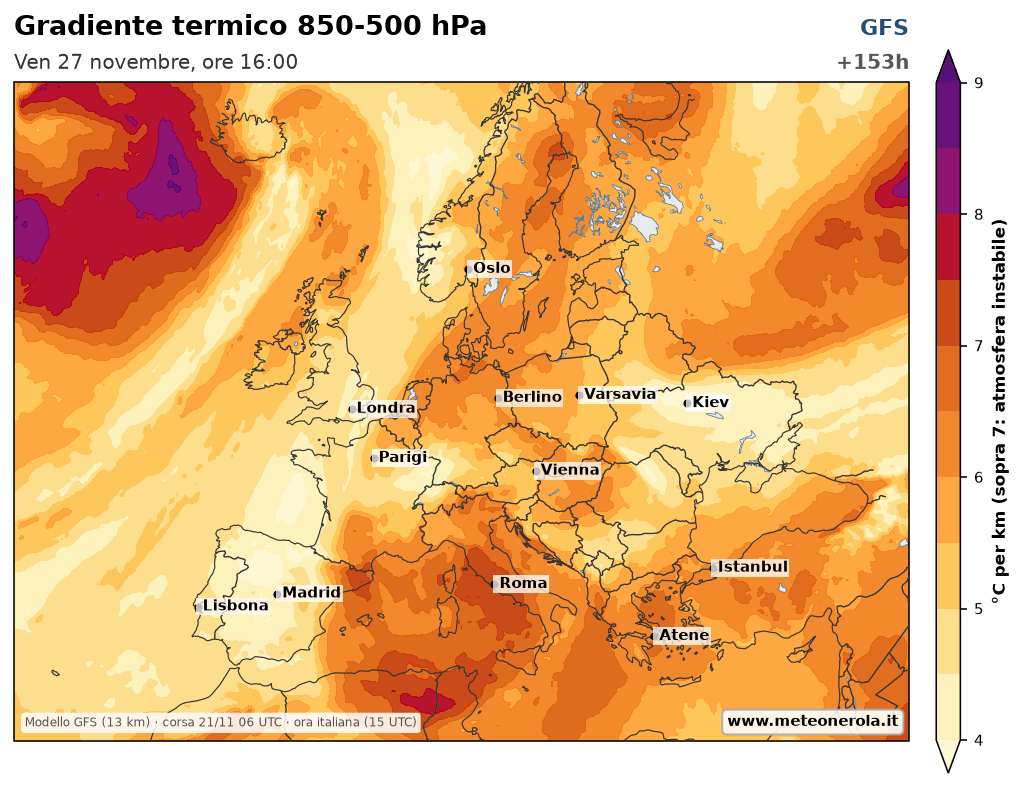 Gradiente termico 850-500 hPa
GFS
Ven 27 novembre, ore 16:00
+153h
Oslo
Londra
Berlino
Varsavia
Kiev
Parigi
Vienna
Istanbul
Roma
Madrid
Lisbona
Atene
Modello GFS (13 km) · corsa 21/11 06 UTC · ora italiana (15 UTC)
www.meteonerola.it
9
8
7
6
5
4
°C per km (sopra 7: atmosfera instabile)